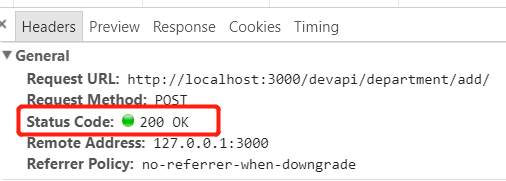 × Headers Preview Response Cookies Timing
▼ General
Request URL: http://localhost:3000/devapi/department/add/
Request Method: POST
Status Code: 200 OK
Remote Address: 127.0.0.1:3000
Referrer Policy: no-referrer-when-downgrade